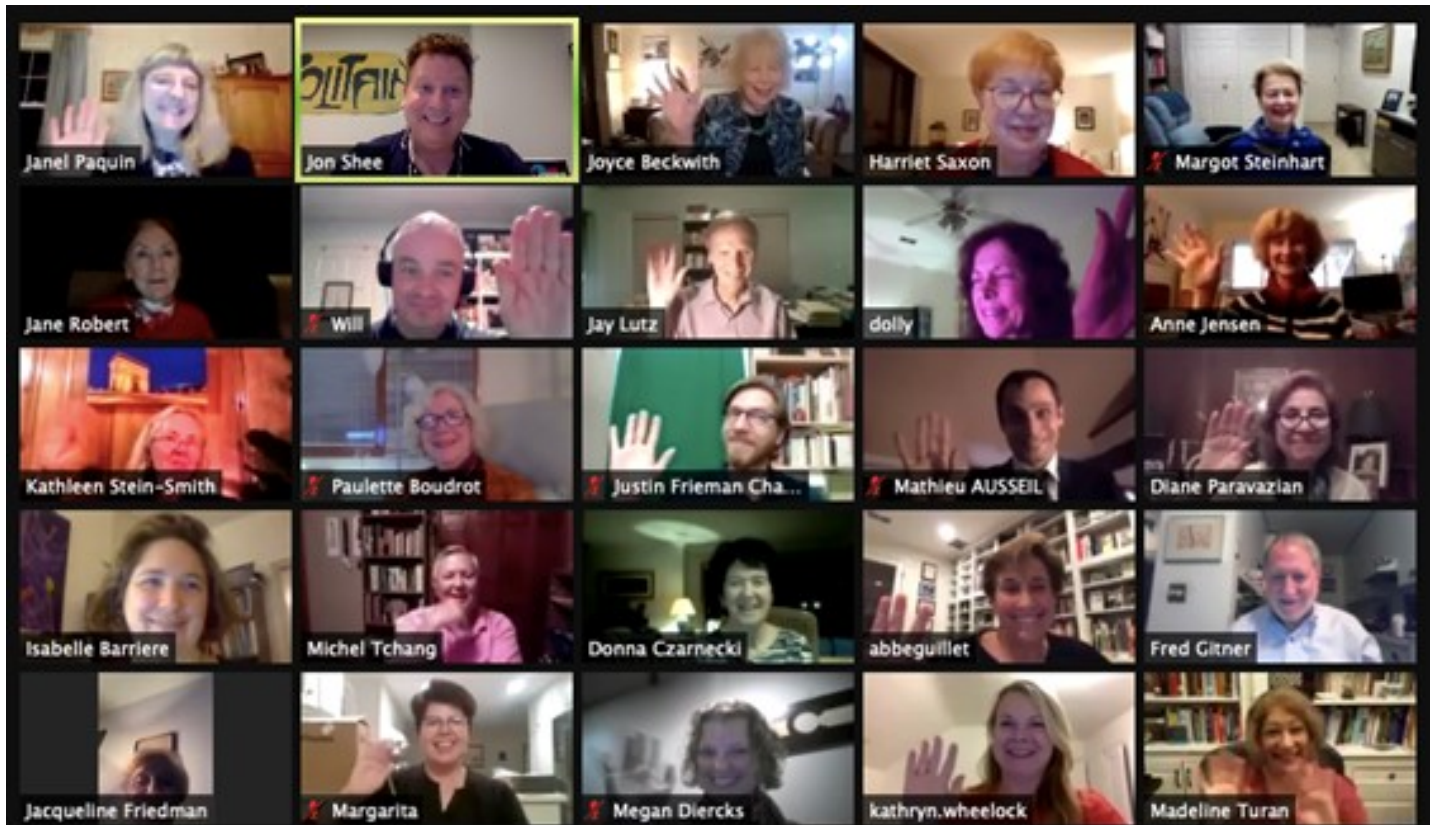 OLITAIN
Janel Paquin
Jon Shee
Joyce Beckwith
Harriet Saxon
Margot Steinhart
Jane Robert
Will
Jay Lutz
dolly
Anne Jensen
Kathleen Stein-Smith
Paulette Boudrot
Justin Frieman Cha...
Mathieu AUSSEIL
Diane Paravazian
Isabelle Barriere
Michel Tchang
Donna Czarnecki
abbeguillet
Fred Gitner
Jacqueline Friedman
Margarita
Megan Diercks
kathryn.wheelock
Madeline Turan